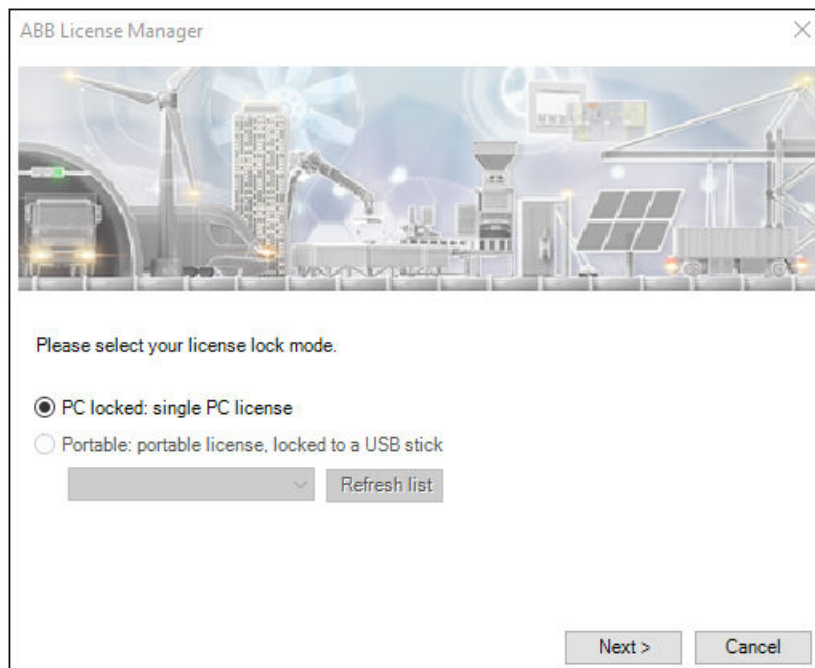 ABB License Manager
Please select your license lock mode.
PC locked: single PC license
Portable: portable license, locked to a USB stick
Refresh list
Next >
Cancel